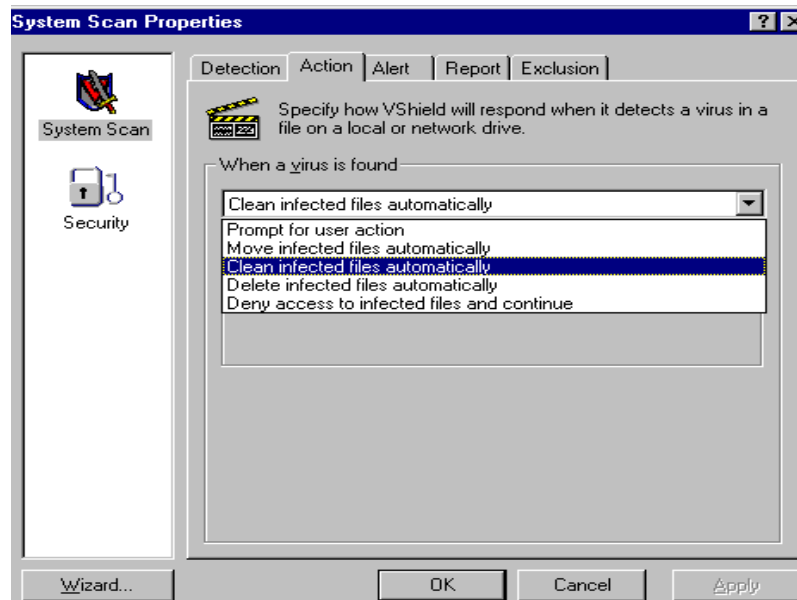 System Scan Properties
Detection Action Alert Report Exclusion
System Scan
Security
Specify how VShield will respond when it detects a virus in a
file on a local or network drive.
When a virus is found
Clean infected files automatically
Prompt for user action
Move infected files automatically
Clean infected files automatically
Delete infected files automatically
Deny access to infected files and continue
Wizard... OK Cancel Apply